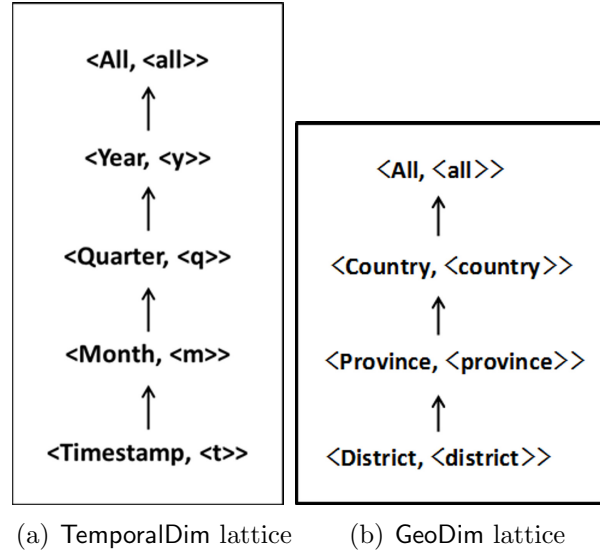 <All, <all>>
<Year, <y>>
<Quarter, <q>>
<Month, <m>>
<Timestamp, <t>>
(a) TemporalDim lattice
<All, <all>>
<Country, <country>>
<Province, <province>>
<District, <district>>
(b) GeoDim lattice